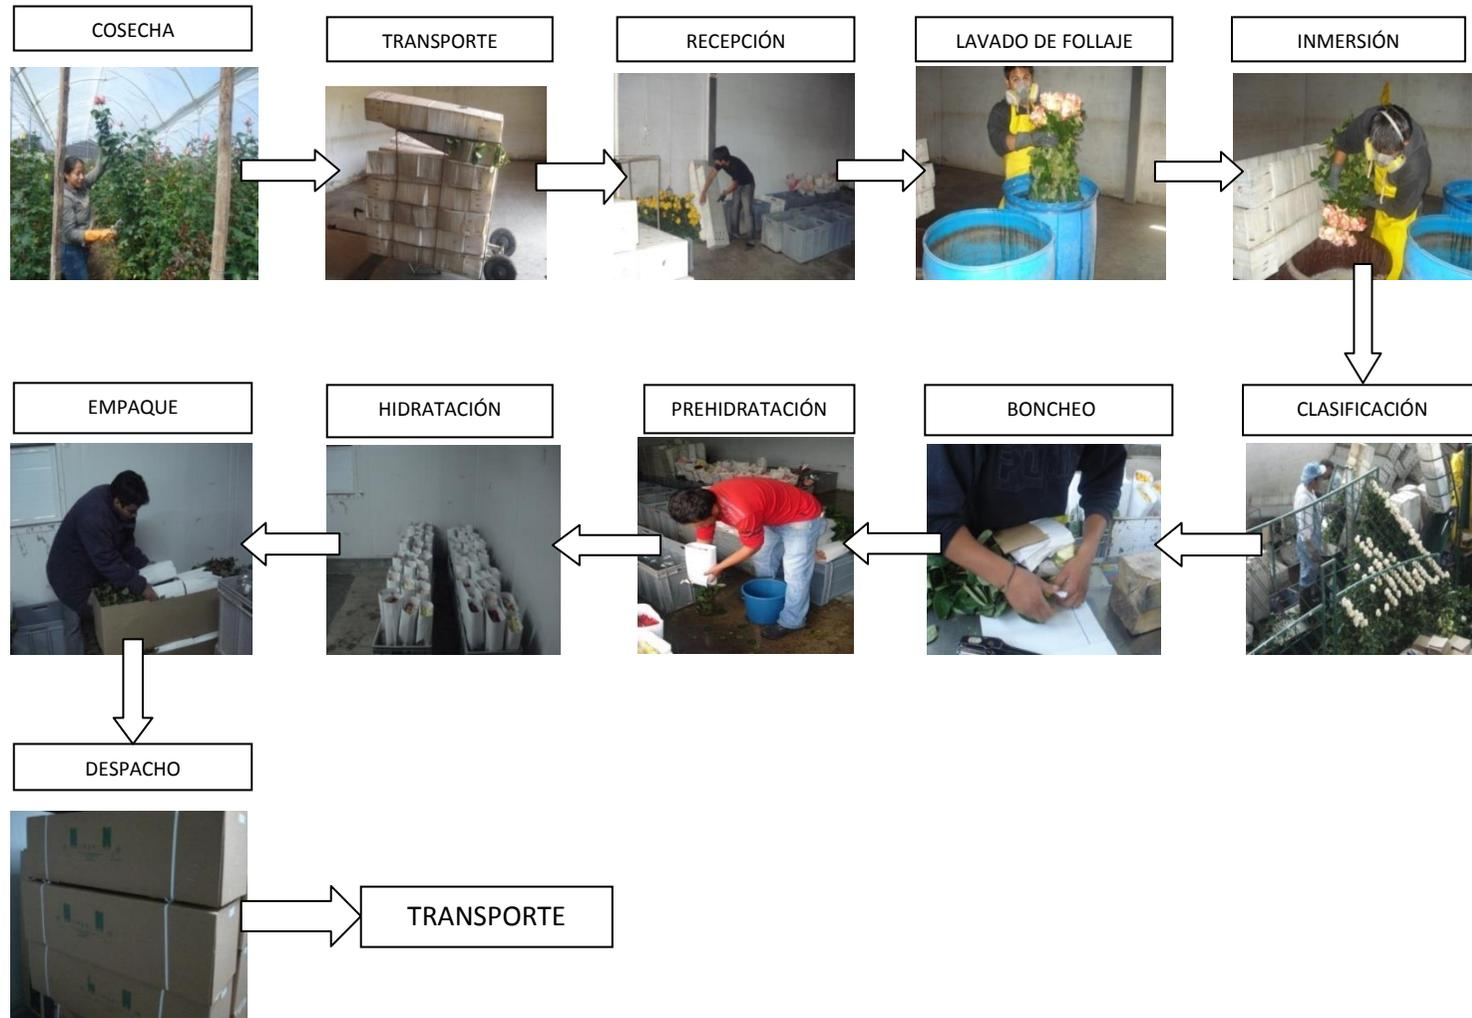 COSECHA
TRANSPORTE
RECEPCIÓN
LAVADO DE FOLLAJE
INMERSIÓN
EMPAQUE
HIDRATACIÓN
PREHIDRATACIÓN
BONCHEO
CLASIFICACIÓN
DESPACHO
TRANSPORTE